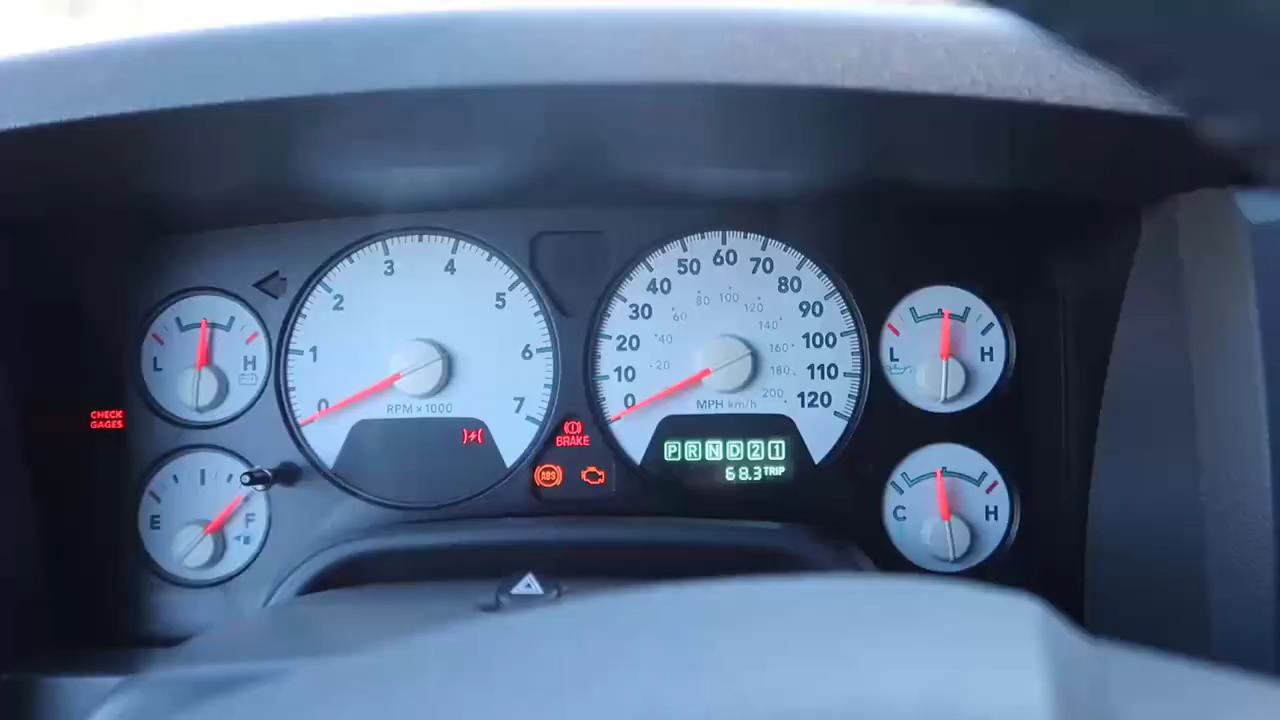 L H
CHECK
GAGES
E F
0 1 2 3 4 5 6 7
RPM x 1000
BRAKE
ABS
0 10 20 30 40 50 60 70 80 90 100 110 120
20 40 60 80 100 120 140 160 180 200
MPH km/h
P R N D 2 1
68.3 TRIP
L H
C H